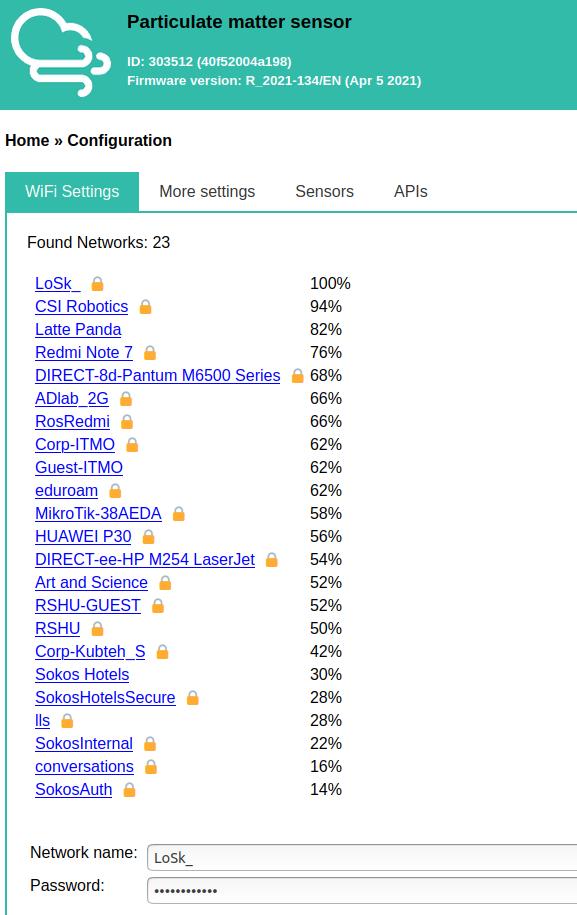 Particulate matter sensor
ID: 303512 (40f52004a198)
Firmware version: R_2021-134/EN (Apr 5 2021)
Home » Configuration
WiFi Settings More settings Sensors APIs
Found Networks: 23
LoSk_ 100%
CSI Robotics 94%
Latte Panda 82%
Redmi Note 7 76%
DIRECT-8d-Pantum M6500 Series 68%
ADlab_2G 66%
RosRedmi 66%
Corp-ITMO 62%
Guest-ITMO 62%
eduroam 62%
MikroTik-38AEDA 58%
HUAWEI P30 56%
DIRECT-ee-HP M254 LaserJet 54%
Art and Science 52%
RSHU-GUEST 52%
RSHU 50%
Corp-Kubteh_S 42%
Sokos Hotels 30%
SokosHotelsSecure 28%
lls 28%
SokosInternal 22%
conversations 16%
SokosAuth 14%
Network name: LoSk_
Password: ••••••••••••